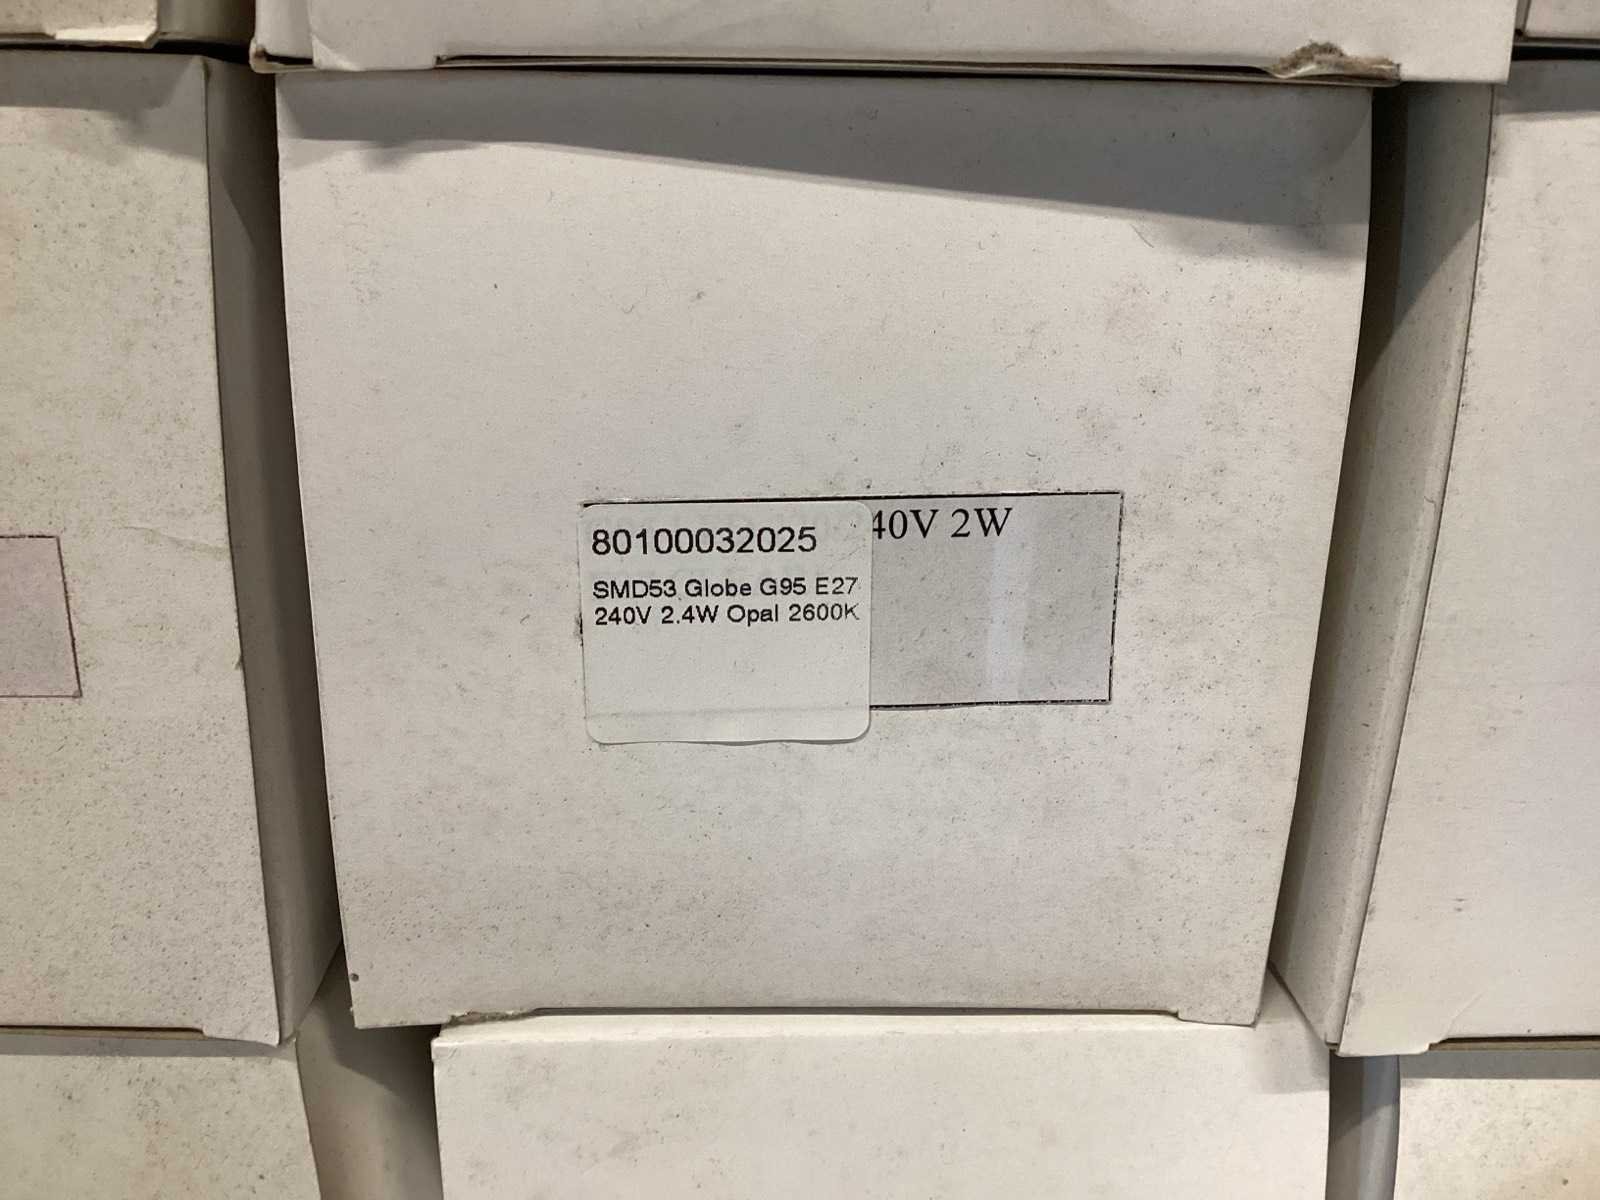 80100032025
40V 2W
SMD53 Globe G95 E27
240V 2.4W Opal 2600K